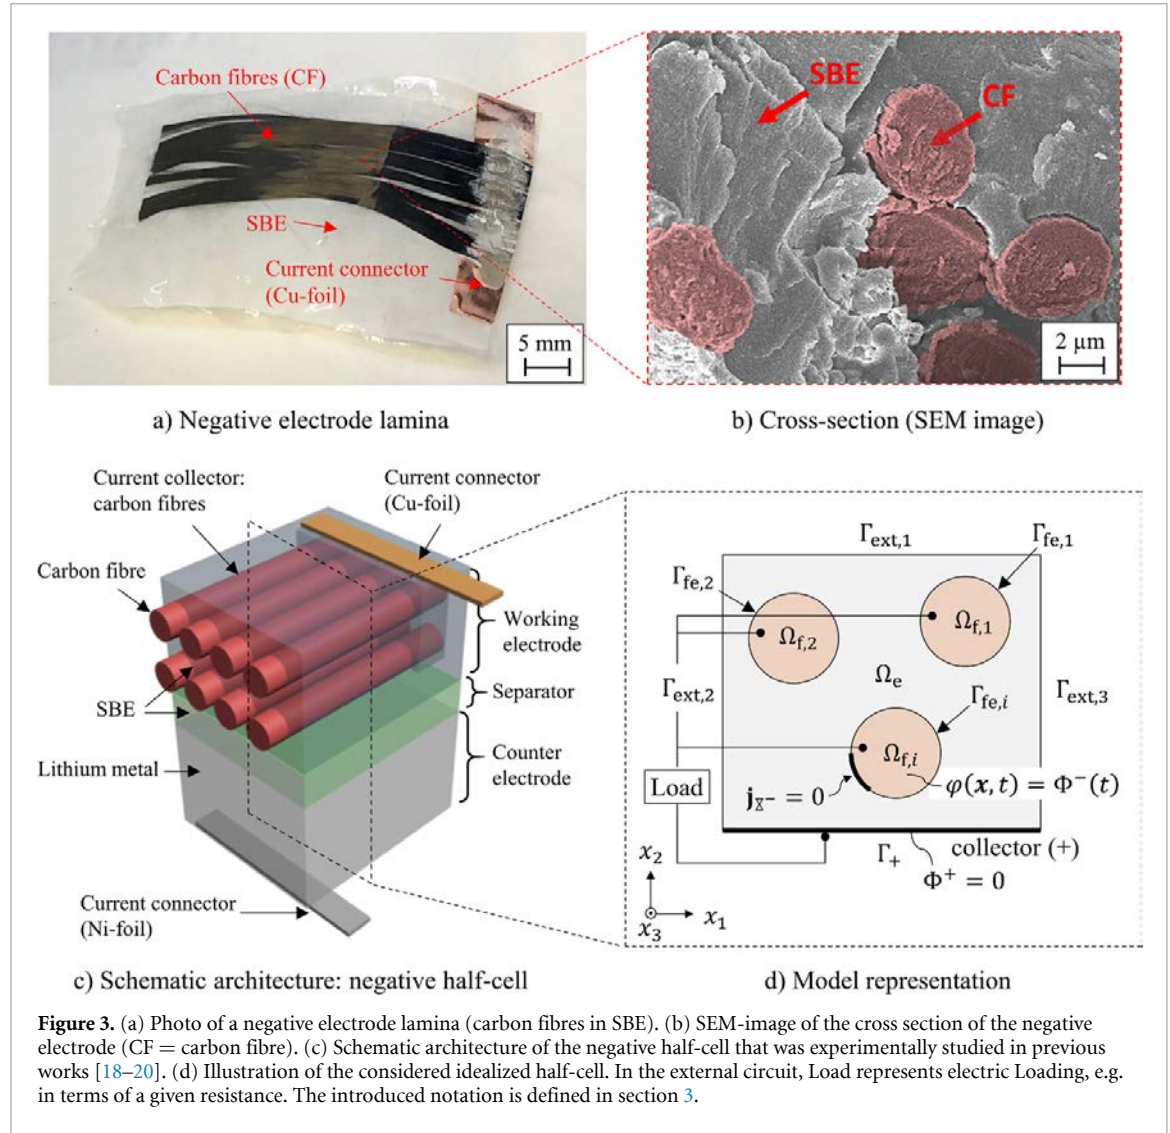 Carbon fibres (CF)
SBE
Current connector
(Cu-foil)
5 mm
SBE
CF
2 µm
a) Negative electrode lamina
b) Cross-section (SEM image)
Current collector:
carbon fibres
Current connector
(Cu-foil)
Carbon fibre
Working
electrode
Separator
SBE
Counter
electrode
Lithium metal
Current connector
(Ni-foil)
Γext,1
Γfe,1
Γfe,2
Ωf,1
Ωf,2
Ωe
Γext,2
Γfe,i
Γext,3
Ωf,i
Load
jX⁻ = 0
φ(x, t) = Φ⁻(t)
Γ+
collector (+)
Φ⁺ = 0
x₂
x₁
x₃
c) Schematic architecture: negative half-cell
d) Model representation
Figure 3. (a) Photo of a negative electrode lamina (carbon fibres in SBE). (b) SEM-image of the cross section of the negative
electrode (CF = carbon fibre). (c) Schematic architecture of the negative half-cell that was experimentally studied in previous
works [18–20]. (d) Illustration of the considered idealized half-cell. In the external circuit, Load represents electric Loading, e.g.
in terms of a given resistance. The introduced notation is defined in section 3.